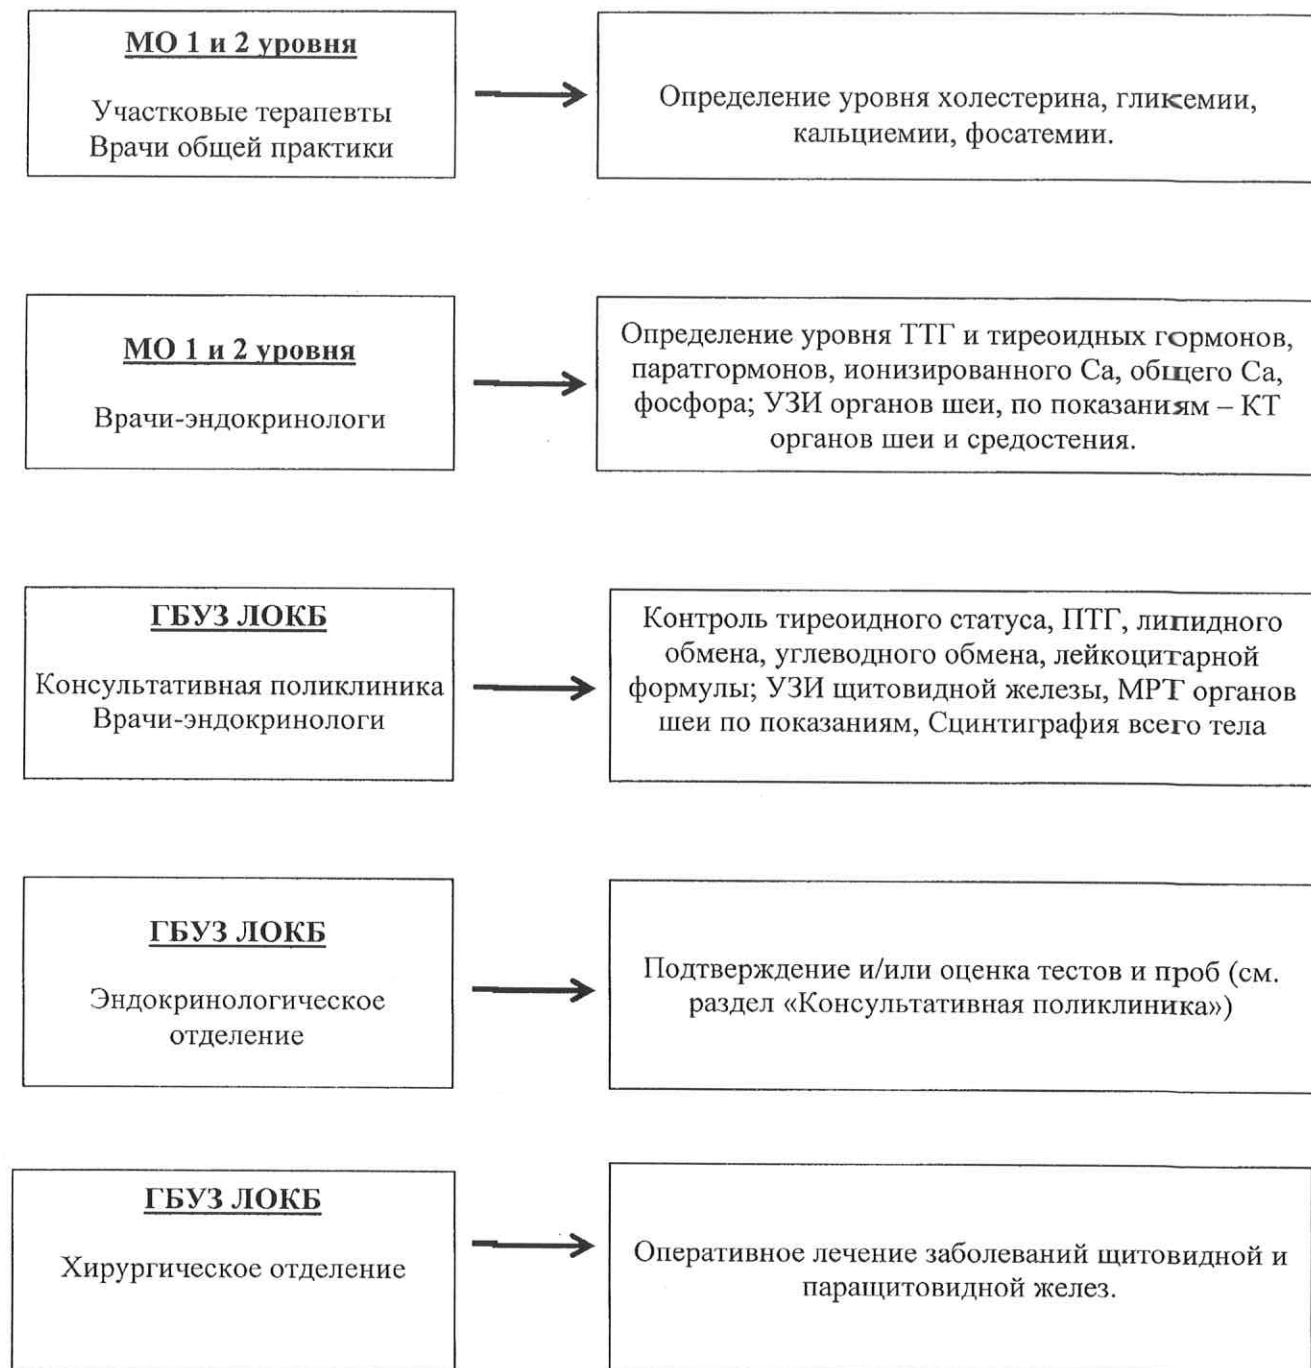 МО 1 и 2 уровня
Участковые терапевты
Врачи общей практики
Определение уровня холестерина, гликемии,
кальциемии, фосатемии.
МО 1 и 2 уровня
Врачи-эндокринологи
Определение уровня ТТГ и тиреоидных гормонов,
паратгормонов, ионизированного Са, общего Са,
фосфора; УЗИ органов шеи, по показаниям – КТ
органов шеи и средостения.
ГБУЗ ЛОКБ
Консультативная поликлиника
Врачи-эндокринологи
Контроль тиреоидного статуса, ПТГ, липидного
обмена, углеводного обмена, лейкоцитарной
формулы; УЗИ щитовидной железы, МРТ органов
шеи по показаниям, Сцинтиграфия всего тела
ГБУЗ ЛОКБ
Эндокринологическое
отделение
Подтверждение и/или оценка тестов и проб (см.
раздел «Консультативная поликлиника»)
ГБУЗ ЛОКБ
Хирургическое отделение
Оперативное лечение заболеваний щитовидной и
паращитовидной желез.